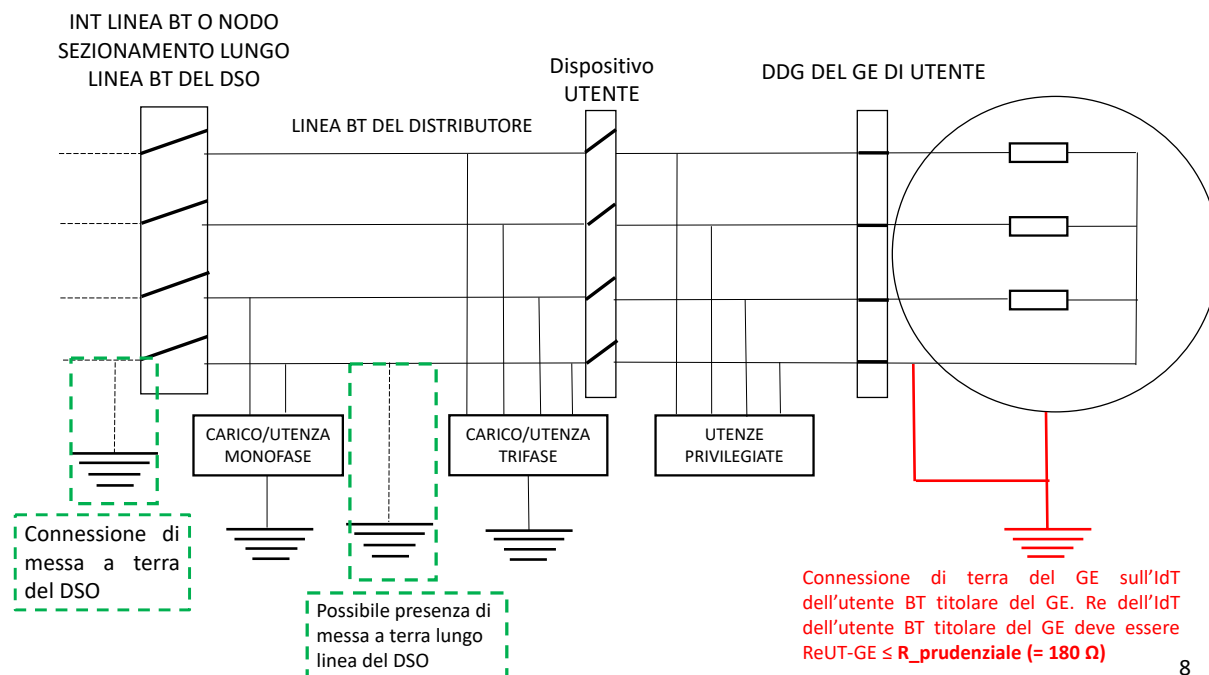 INT LINEA BT O NODO
SEZIONAMENTO LUNGO
LINEA BT DEL DSO
Dispositivo
UTENTE
DDG DEL GE DI UTENTE
LINEA BT DEL DISTRIBUTORE
CARICO/UTENZA
MONOFASE
CARICO/UTENZA
TRIFASE
UTENZE
PRIVILEGIATE
Connessione di
messa a terra
del DSO
Possibile presenza di
messa a terra lungo
linea del DSO
Connessione di terra del GE sull'IdT
dell'utente BT titolare del GE. Re dell'IdT
dell'utente BT titolare del GE deve essere
ReUT-GE ≤ R_prudenziale (= 180 Ω)
8